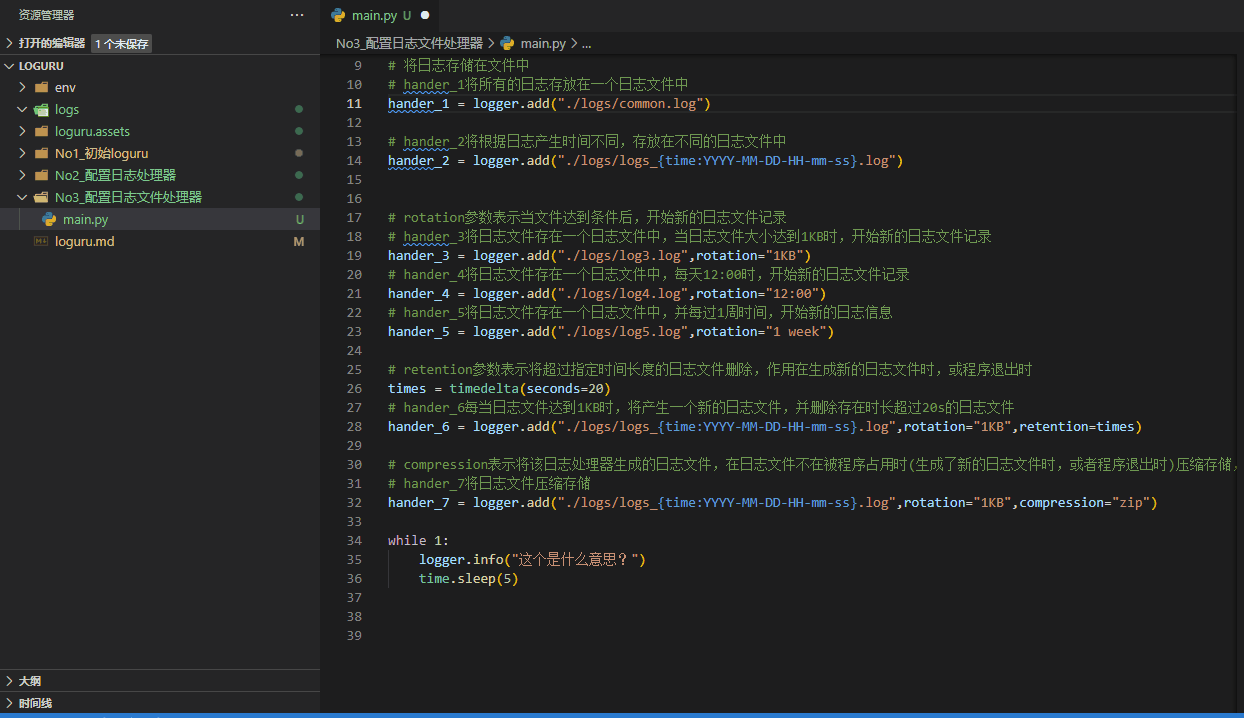 资源管理器
打开的编辑器 1 个未保存
LOGURU
env
logs
loguru.assets
No1_初始loguru
No2_配置日志处理器
No3_配置日志文件处理器
main.py U
loguru.md M
大纲
时间线
main.py U
No3_配置日志文件处理器 > main.py > ...
9 # 将日志存储在文件中
10 # hander_1将所有的日志存放在一个日志文件中
11 hander_1 = logger.add("./logs/common.log")
12
13 # hander_2将根据日志产生时间不同，存放在不同的日志文件中
14 hander_2 = logger.add("./logs/logs_{time:YYYY-MM-DD-HH-mm-ss}.log")
15
16
17 # rotation参数表示当文件达到条件后，开始新的日志文件记录
18 # hander_3将日志文件存在一个日志文件中，当日志文件大小达到1KB时，开始新的日志文件记录
19 hander_3 = logger.add("./logs/log3.log",rotation="1KB")
20 # hander_4将日志文件存在一个日志文件中，每天12:00时，开始新的日志文件记录
21 hander_4 = logger.add("./logs/log4.log",rotation="12:00")
22 # hander_5将日志文件存在一个日志文件中，并每过1周时间，开始新的日志信息
23 hander_5 = logger.add("./logs/log5.log",rotation="1 week")
24
25 # retention参数表示将超过指定时间长度的日志文件删除，作用在生成新的日志文件时，或程序退出时
26 times = timedelta(seconds=20)
27 # hander_6每当日志文件达到1KB时，将产生一个新的日志文件，并删除存在时长超过20s的日志文件
28 hander_6 = logger.add("./logs/logs_{time:YYYY-MM-DD-HH-mm-ss}.log",rotation="1KB",retention=times)
29
30 # compression表示将该日志处理器生成的日志文件，在日志文件不在被程序占用时(生成了新的日志文件时，或者程序退出时)压缩存储，
31 # hander_7将日志文件压缩存储
32 hander_7 = logger.add("./logs/logs_{time:YYYY-MM-DD-HH-mm-ss}.log",rotation="1KB",compression="zip")
33
34 while 1:
35 logger.info("这个是什么意思？")
36 time.sleep(5)
37
38
39